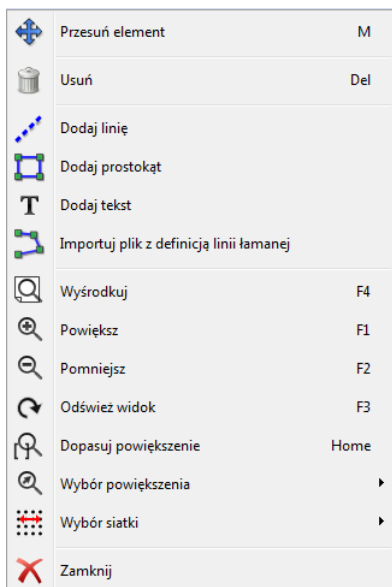 Przesuń element M
Usuń Del
Dodaj linię
Dodaj prostokąt
T Dodaj tekst
Importuj plik z definicją linii łamanej
Wyśrodkuj F4
Powiększ F1
Pomniejsz F2
Odśwież widok F3
Dopasuj powiększenie Home
Wybór powiększenia
Wybór siatki
Zamknij